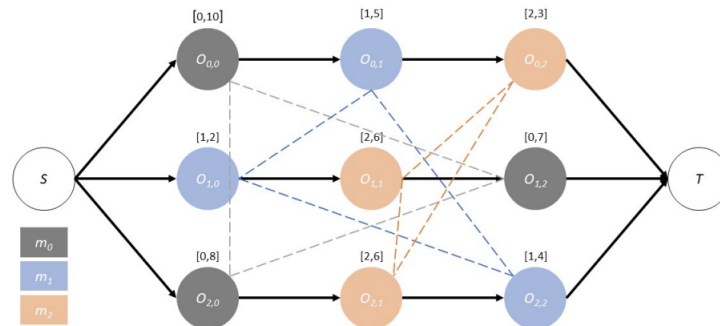 [0,10] [1,5] [2,3]
O0,0 O0,1 O0,2
[1,2] [2,6] [0,7]
S O1,0 O1,1 O1,2 T
m0
[0,8] [2,6] [1,4]
m1
O2,0 O2,1 O2,2
m2